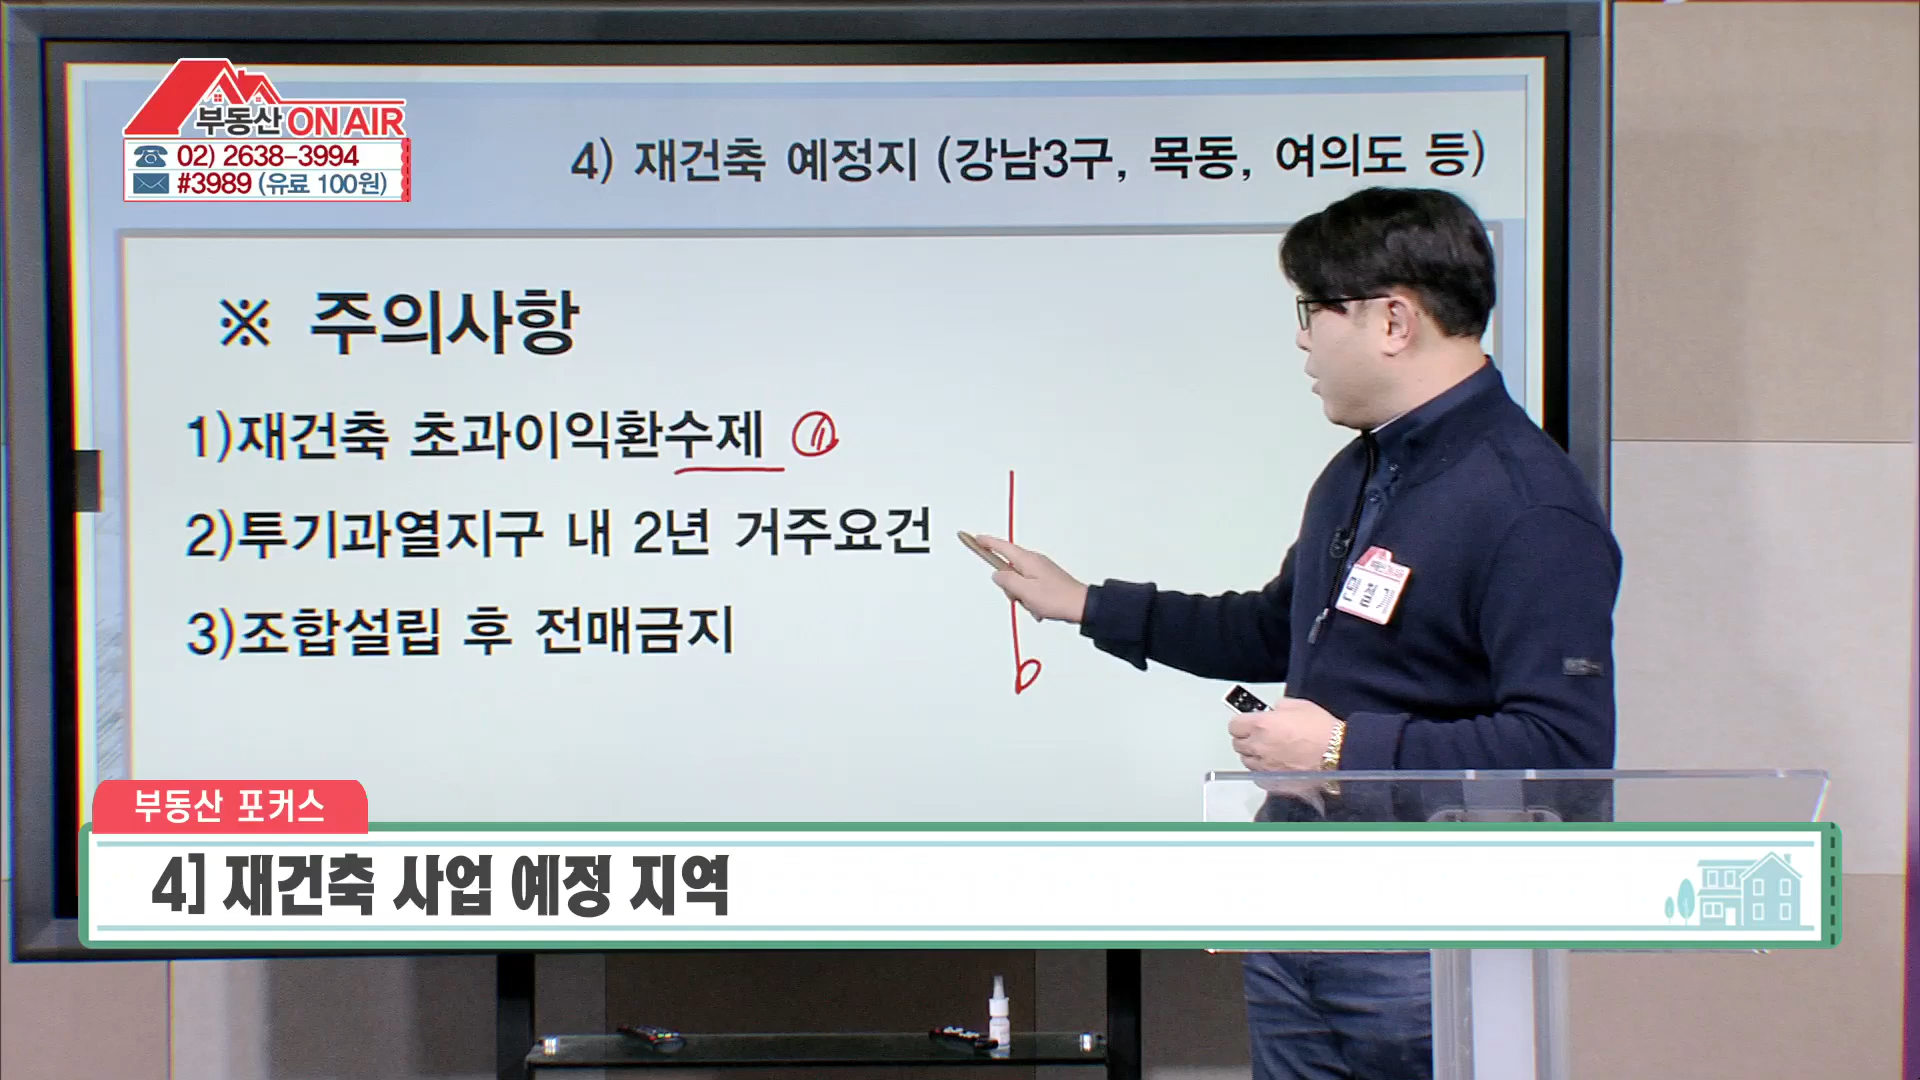 부동산 ON AIR
02) 2638-3994
#3989 (유료 100원)
4) 재건축 예정지 (강남3구, 목동, 여의도 등)
※ 주의사항
1)재건축 초과이익환수제
2)투기과열지구 내 2년 거주요건
3)조합설립 후 전매금지
부동산 포커스
4] 재건축 사업 예정 지역